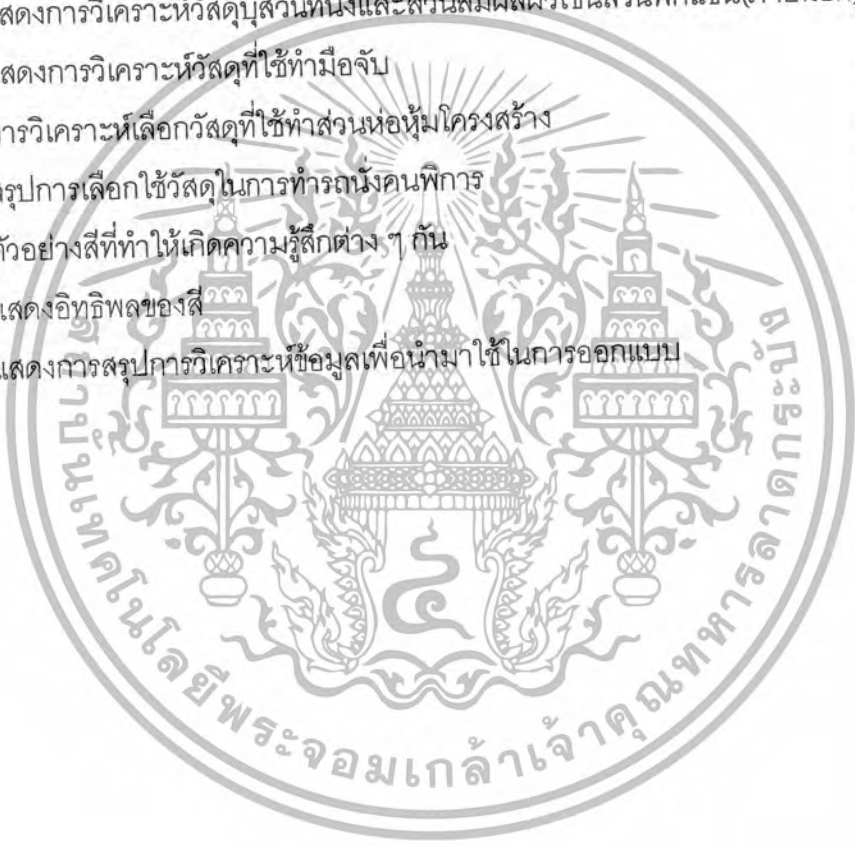 แสดงการวิเคราะห์วัสดุบุส่วนที่นั่งและส่วนสัมผัสผิวเช่นส่วนพักแขน
แสดงการวิเคราะห์วัสดุที่ใช้ทำมือจับ
การวิเคราะห์เลือกวัสดุที่ใช้ทำส่วนห่อหุ้มโครงสร้าง
สรุปการเลือกใช้วัสดุในการทำรถนั่งคนพิการ
ตัวอย่างสีที่ทำให้เกิดความรู้สึกต่าง ๆ กัน
แสดงอิทธิพลของสี
แสดงการสรุปการวิเคราะห์ข้อมูลเพื่อนำมาใช้ในการออกแบบ
สถาบันเทคโนโลยีพระจอมเกล้าเจ้าคุณทหารลาดกระบัง